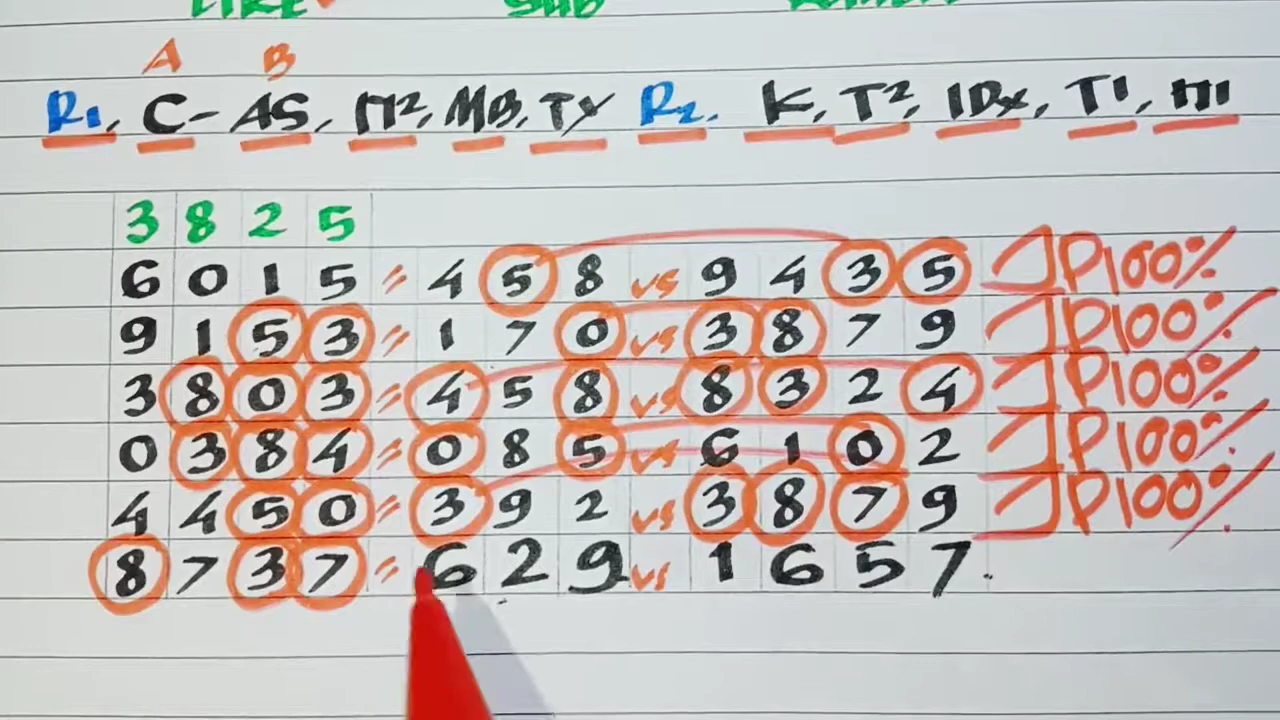 LIKE SUB
A B
R1, C- AS, M2, MB, TY R2. K, T2, IDX, T1, M1
3 8 2 5
6 0 1 5 = 4 5 8 vs 9 4 3 5 P100%
9 1 5 3 = 1 7 0 vs 3 8 7 9 P100%
3 8 0 3 = 4 5 8 vs 8 3 2 4 P100%
0 3 8 4 = 0 8 5 vs 6 1 0 2 P100%
4 4 5 0 = 3 9 2 vs 3 8 7 9 P100%
8 7 3 7 = 6 2 9 vs 1 6 5 7.